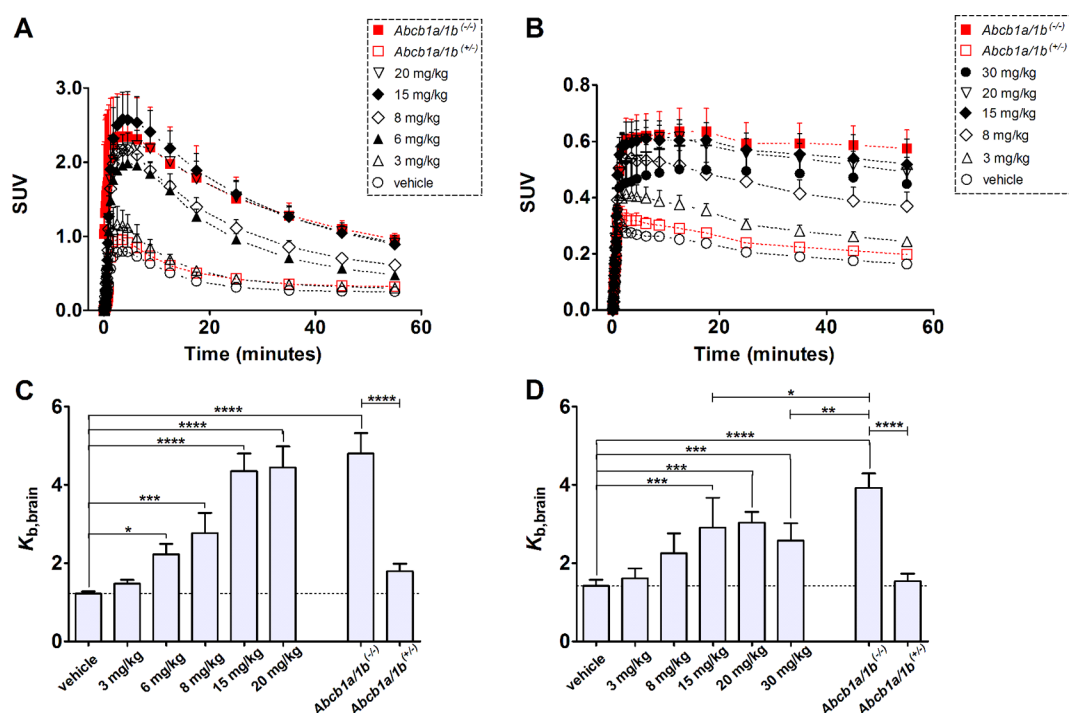 A
Abcb1a/1b(-/-)
Abcb1a/1b(+/-)
20 mg/kg
15 mg/kg
8 mg/kg
6 mg/kg
3 mg/kg
vehicle
3.0
2.0
1.0
0.0
SUV
0
20
40
60
Time (minutes)
B
Abcb1a/1b(-/-)
Abcb1a/1b(+/-)
30 mg/kg
20 mg/kg
15 mg/kg
8 mg/kg
3 mg/kg
vehicle
0.8
0.6
0.4
0.2
0.0
SUV
0
20
40
60
Time (minutes)
C
****
****
****
****
***
*
6
4
2
0
Kb,brain
vehicle
3 mg/kg
6 mg/kg
8 mg/kg
15 mg/kg
20 mg/kg
Abcb1a/1b(-/-)
Abcb1a/1b(+/-)
D
*
**
****
****
***
***
***
6
4
2
0
Kb,brain
vehicle
3 mg/kg
8 mg/kg
15 mg/kg
20 mg/kg
30 mg/kg
Abcb1a/1b(-/-)
Abcb1a/1b(+/-)